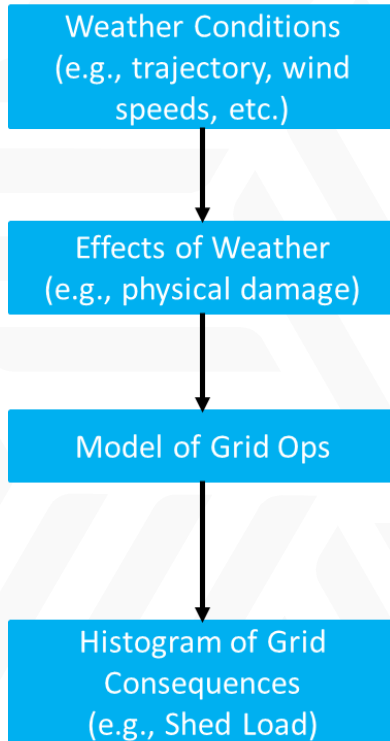 Weather Conditions
(e.g., trajectory, wind
speeds, etc.)
Effects of Weather
(e.g., physical damage)
Model of Grid Ops
Histogram of Grid
Consequences
(e.g., Shed Load)